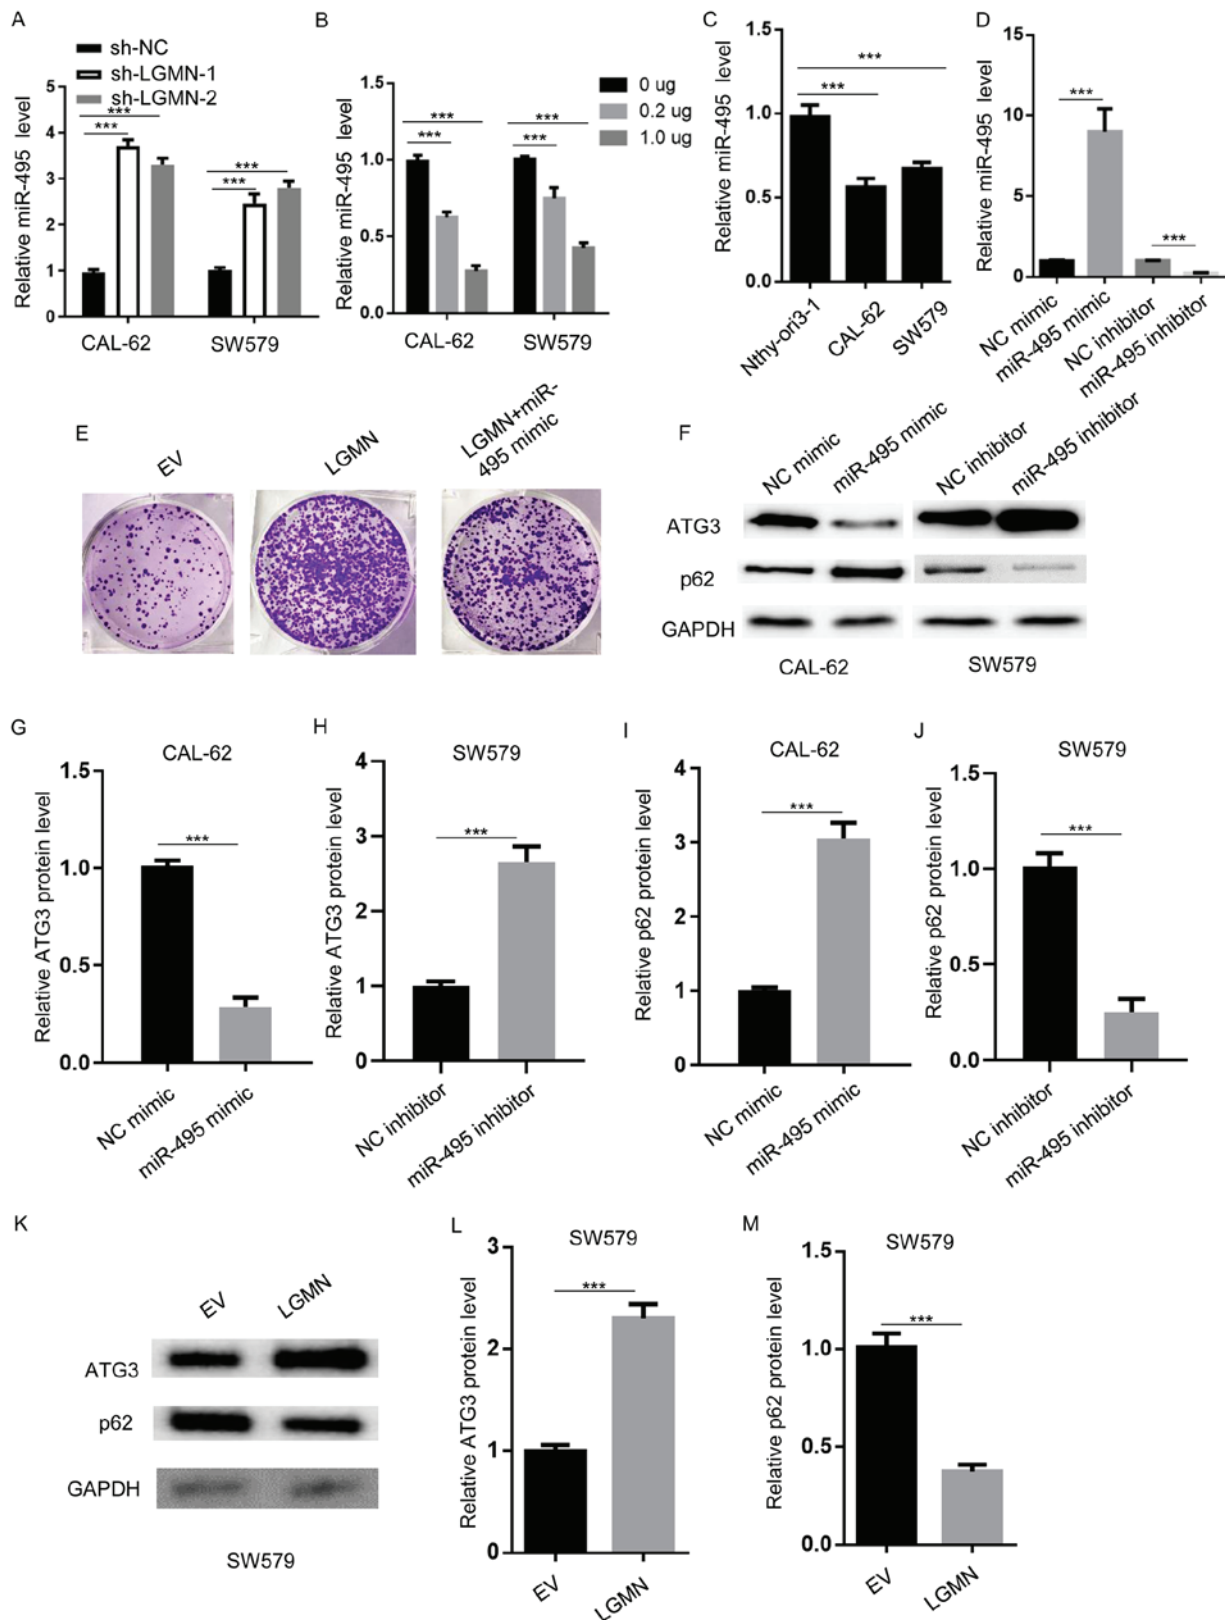 A
sh-NC
sh-LGMN-1
sh-LGMN-2
Relative miR-495 level
5
4
3
2
1
0
***
***
***
***
CAL-62
SW579
B
0 ug
0.2 ug
1.0 ug
Relative miR-495 level
1.5
1.0
0.5
0.0
***
***
***
***
CAL-62
SW579
C
Relative miR-495 level
1.5
1.0
0.5
0.0
***
***
Nthy-ori3-1
CAL-62
SW579
D
Relative miR-495 level
15
10
5
0
***
***
NC mimic
miR-495 mimic
NC inhibitor
miR-495 inhibitor
E
EV
LGMN
LGMN+miR-
495 mimic
F
NC mimic
miR-495 mimic
NC inhibitor
miR-495 inhibitor
ATG3
p62
GAPDH
CAL-62
SW579
G
CAL-62
Relative ATG3 protein level
1.5
1.0
0.5
0.0
***
NC mimic
miR-495 mimic
H
SW579
Relative ATG3 protein level
4
3
2
1
0
***
NC inhibitor
miR-495 inhibitor
I
CAL-62
Relative p62 protein level
4
3
2
1
0
***
NC mimic
miR-495 mimic
J
SW579
Relative p62 protein level
1.5
1.0
0.5
0.0
***
NC inhibitor
miR-495 inhibitor
K
EV
LGMN
ATG3
p62
GAPDH
SW579
L
SW579
Relative ATG3 protein level
3
2
1
0
***
EV
LGMN
M
SW579
Relative p62 protein level
1.5
1.0
0.5
0.0
***
EV
LGMN